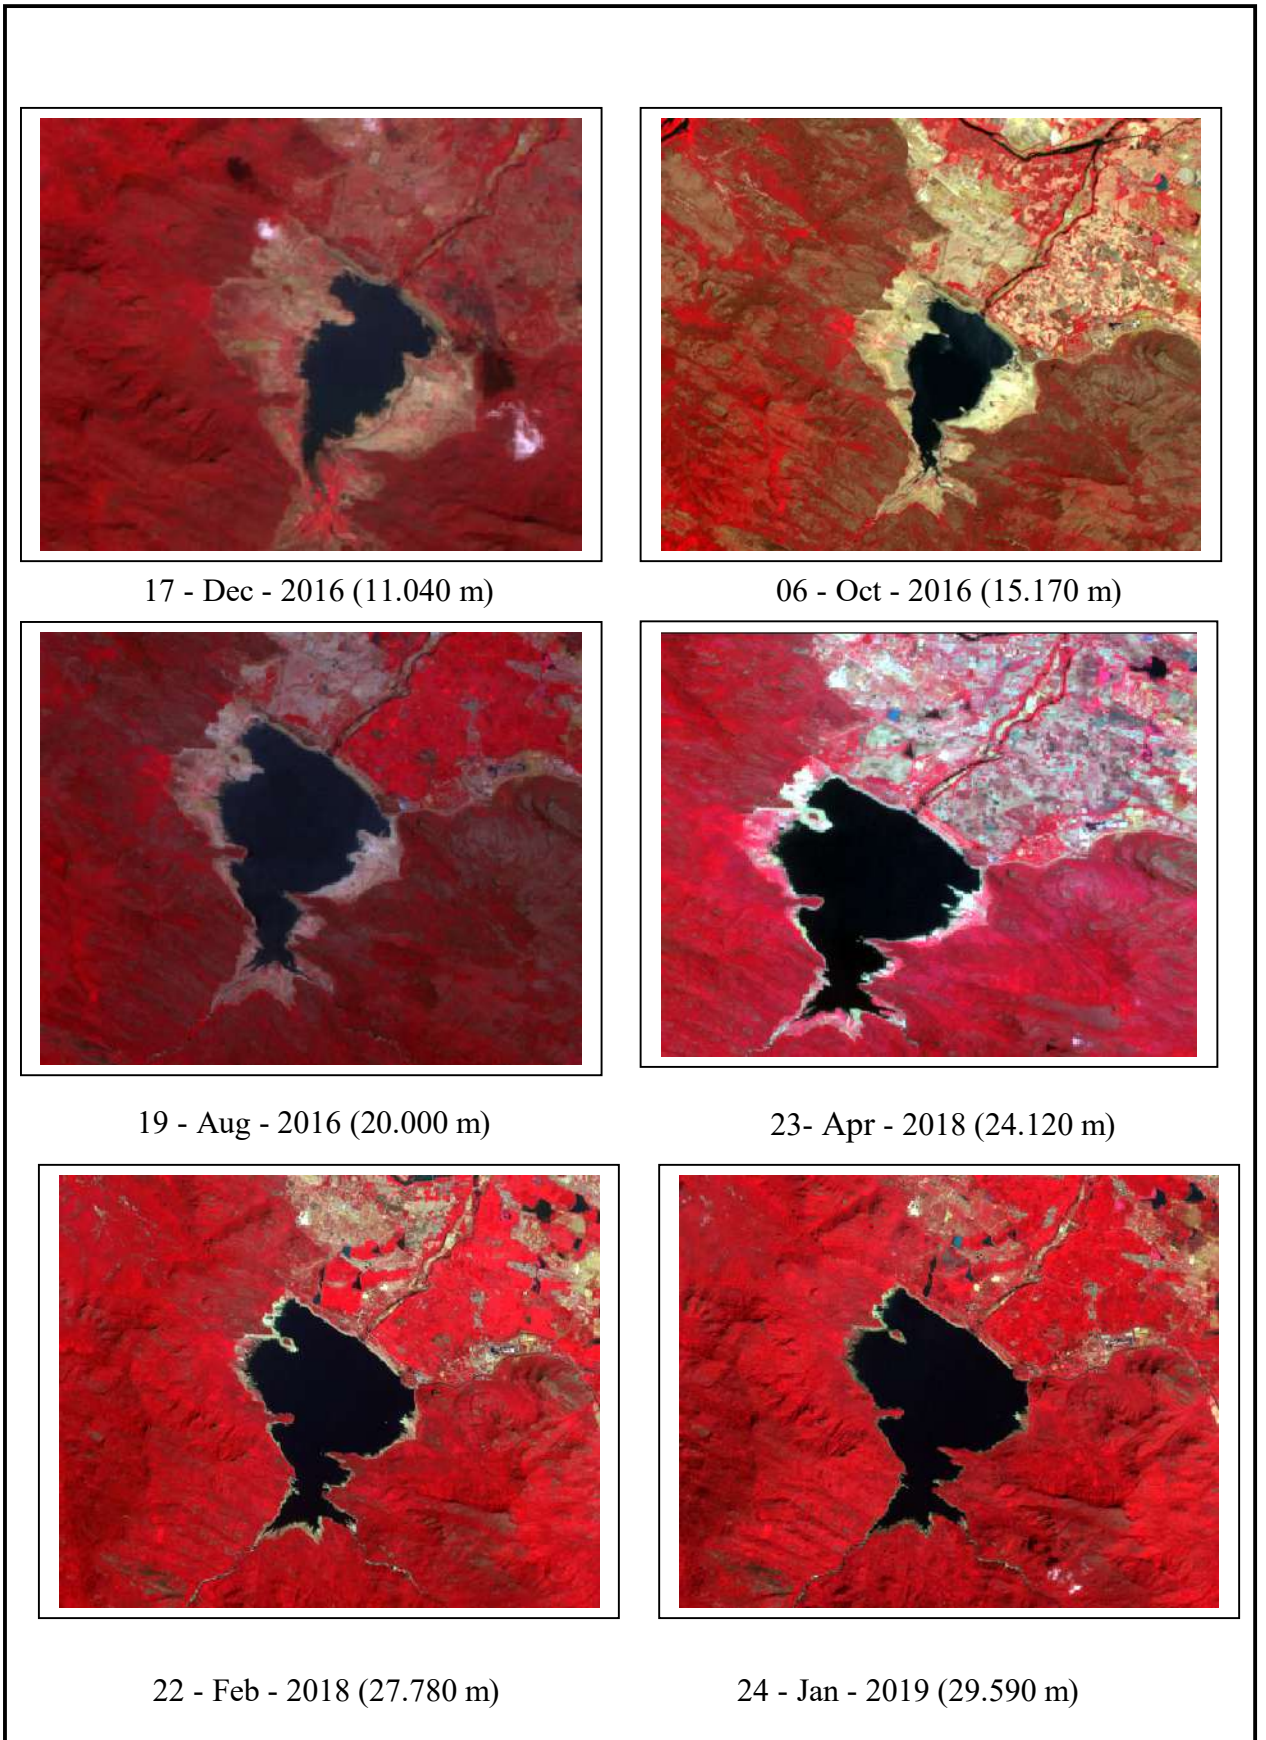 17 - Dec - 2016 (11.040 m)
06 - Oct - 2016 (15.170 m)
19 - Aug - 2016 (20.000 m)
23- Apr - 2018 (24.120 m)
22 - Feb - 2018 (27.780 m)
24 - Jan - 2019 (29.590 m)